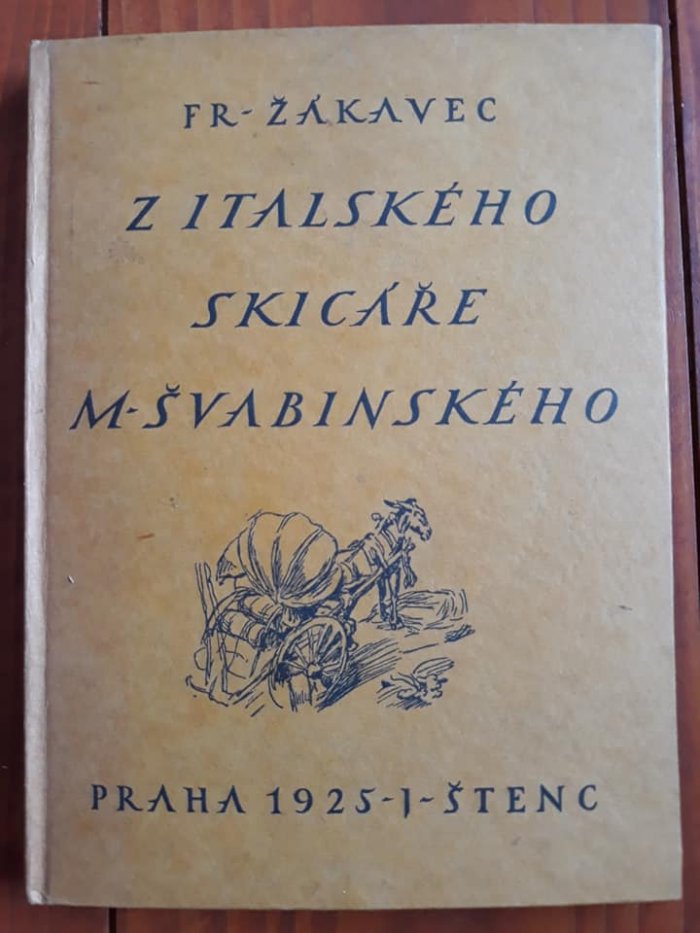 FR-ŽÁKAVEC
Z ITALSKÉHO
SKICÁŘE
M-ŠVABINSKÉHO
PRAHA 1925-J-ŠTENC